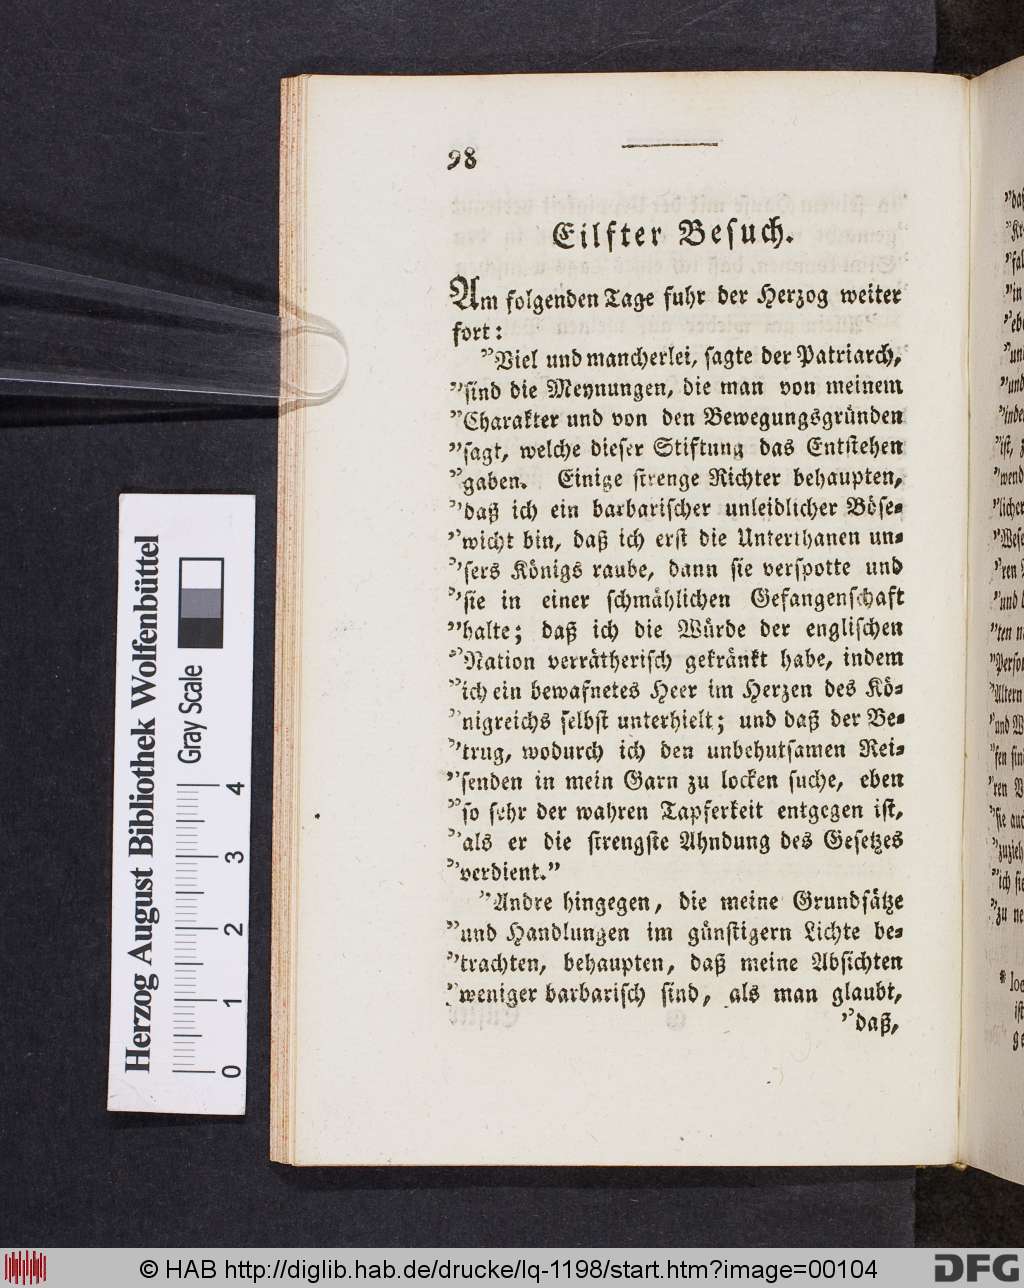 98
Eilfter Beſuch.
Am folgenden Tage fuhr der Herzog weiter
fort:
”Viel und mancherlei, ſagte der Patriarch,
”ſind die Meynungen, die man von meinem
”Charakter und von den Bewegungsgründen
”ſagt, welche dieſer Stiftung das Entſtehen
”gaben. Einige ſtrenge Richter behaupten,
”daß ich ein barbariſcher unleidlicher Böſe-
”wicht bin, daß ich erſt die Unterthanen un-
”ſers Königs raube, dann ſie verſpotte und
”ſie in einer ſchmählichen Gefangenſchaft
”halte; daß ich die Würde der engliſchen
”Nation verrätheriſch gekränkt habe, indem
”ich ein bewafnetes Heer im Herzen des Kö-
”nigreichs ſelbſt unterhielt; und daß der Be-
”trug, wodurch ich den unbehutſamen Rei-
”ſenden in mein Garn zu locken ſuche, eben
”ſo ſehr der wahren Tapferkeit entgegen iſt,
”als er die ſtrengſte Ahndung des Geſetzes
”verdient.”
”Andre hingegen, die meine Grundſätze
”und Handlungen im günſtigern Lichte be-
”trachten, behaupten, daß meine Abſichten
”weniger barbariſch ſind, als man glaubt,
”daß,
Herzog August Bibliothek Wolfenbüttel
Gray Scale
0 1 2 3 4
© HAB http://diglib.hab.de/drucke/lq-1198/start.htm?image=00104
DFG